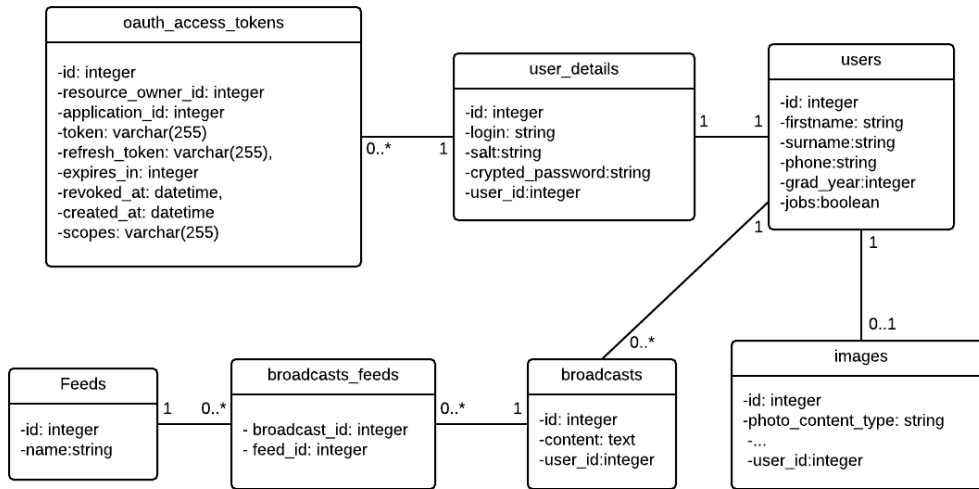 oauth_access_tokens
-id: integer
-resource_owner_id: integer
-application_id: integer
-token: varchar(255)
-refresh_token: varchar(255),
-expires_in: integer
-revoked_at: datetime,
-created_at: datetime
-scopes: varchar(255)
0..*
1
user_details
-id: integer
-login: string
-salt:string
-crypted_password:string
-user_id:integer
1
1
users
-id: integer
-firstname: string
-surname:string
-phone:string
-grad_year:integer
-jobs:boolean
1
1
0..*
0..1
Feeds
-id: integer
-name:string
1
0..*
broadcasts_feeds
- broadcast_id: integer
- feed_id: integer
0..*
1
broadcasts
-id: integer
-content: text
-user_id:integer
images
-id: integer
-photo_content_type: string
-...
-user_id:integer